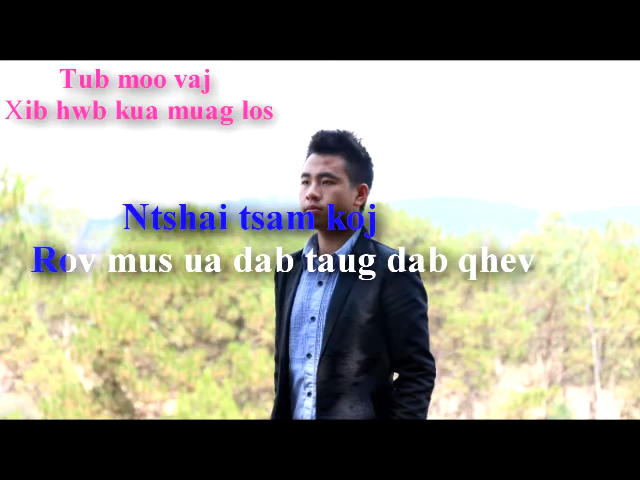 Tub moo vaj
Xib hwb kua muag los
Ntshai tsam koj
Rov mus ua dab taug dab qhev